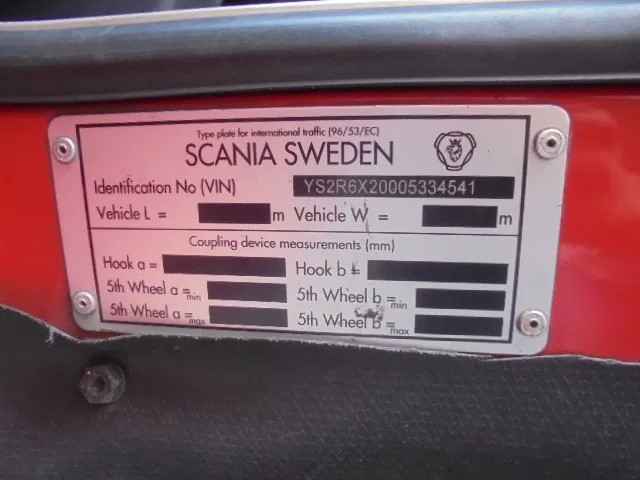 Type plate for international traffic (96/53/EC)
SCANIA SWEDEN
Identification No (VIN) YS2R6X20005334541
Vehicle L = m Vehicle W = m
Coupling device measurements (mm)
Hook a = Hook b =
5th Wheel a = min 5th Wheel b = min
5th Wheel a = max 5th Wheel b = max